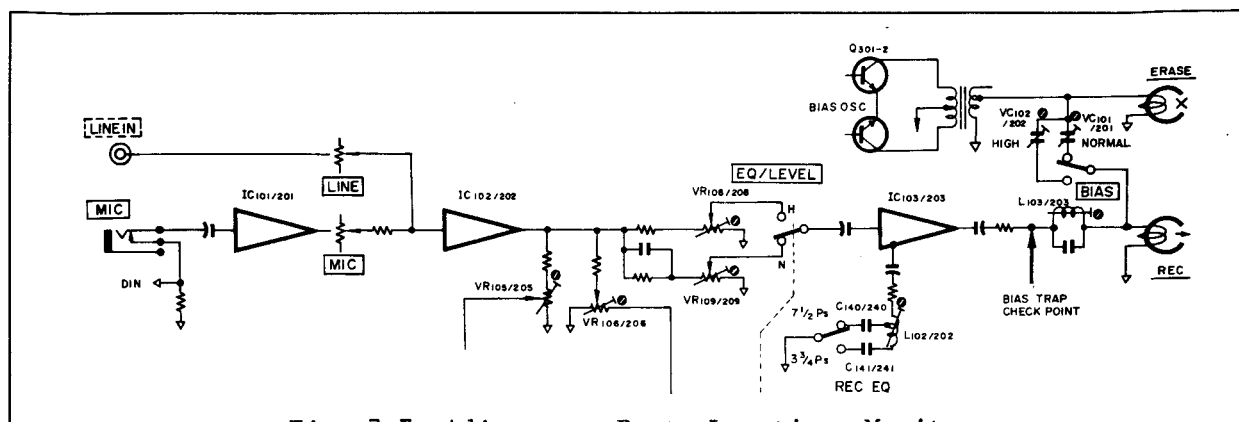 Q301-2
ERASE
BIAS OSC
VC102
/202
HIGH
VC101
/201
NORMAL
LINE IN
EQ/LEVEL
BIAS
IC101/201
LINE
IC102/202
VR108/208
H
IC103/203
L103/203
MIC
MIC
N
REC
DIN
VR105/205
VR109/209
BIAS TRAP
CHECK POINT
VR106/206
7 1/2 Ps
C140/240
L102/202
3 3/4 Ps
C141/241
REC EQ